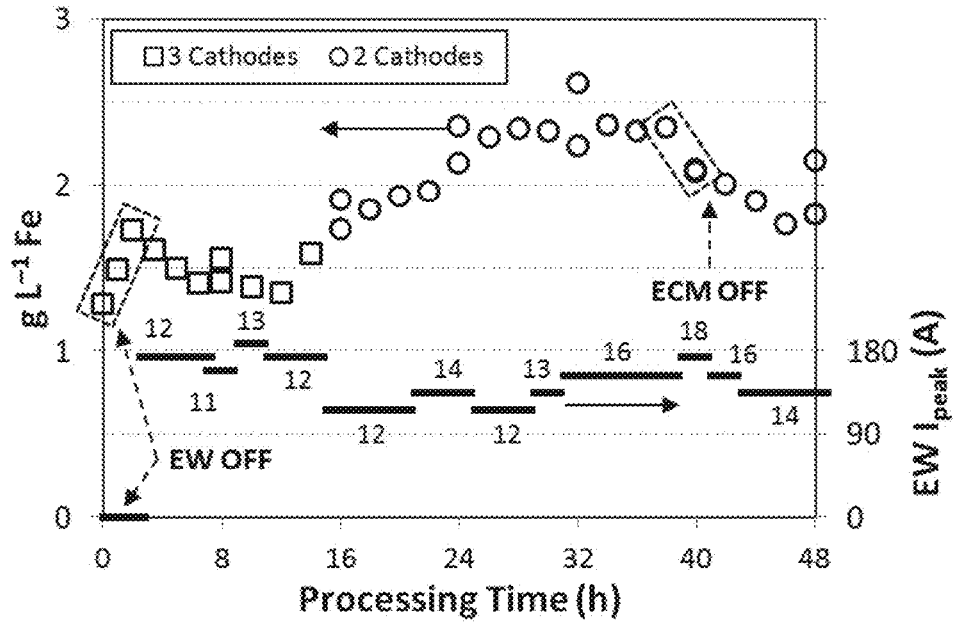 3
3 Cathodes 2 Cathodes
2
g L⁻¹ Fe
ECM OFF
12 13 18
16 16
1 180
14 13
11 12
12 12 14
EW OFF
90
EW Ipeak (A)
0 0
0 8 16 24 32 40 48
Processing Time (h)